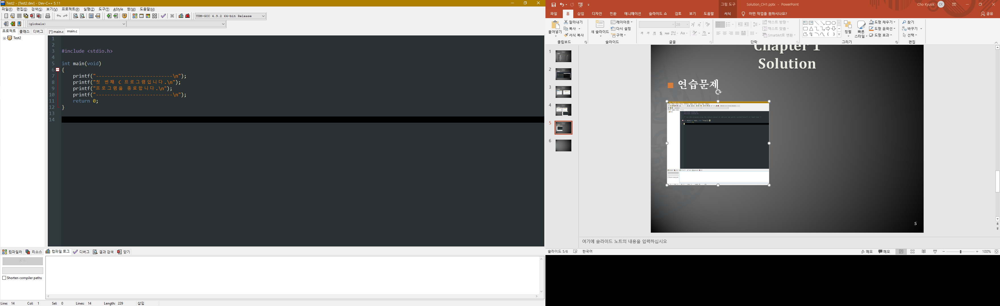 Test2 - [Test2.dev] - Dev-C++ 5.11
파일(F) 편집(E) 검색(S) 보기(V) 프로젝트(P) 실행(Z) 도구(T) AStyle 창(W) 도움말(H)
TDM-GCC 4.9.2 64-bit Release
(globals)
프로젝트 클래스 디버그
[*] main.c main.c
Test2
1
2
3 #include <stdio.h>
4
5 int main(void)
6 {
7 printf("---------------------------\n");
8 printf("첫 번째 C 프로그램입니다.\n");
9 printf("프로그램을 종료합니다.\n");
10 printf("---------------------------\n");
11 return 0;
12 }
13
14
컴파일러 리소스 컴파일 로그 디버그 결과 검색 닫기
취소
Shorten compiler paths
Line: 14 Col: 1 Sel: 0 Lines: 14 Length: 229 삽입
그림 도구 Solution_CH1.pptx - PowerPoint Cho Kyusik CK
파일 홈 삽입 디자인 전환 애니메이션 슬라이드 쇼 검토 보기 도움말 서식 어떤 작업을 원하시나요? 공유
붙여넣기 잘라내기 복사 서식 복사
클립보드
새 슬라이드 레이아웃 다시 설정 구역
슬라이드
28
가 가 가 S 가나 Aa 가
글꼴
텍스트 방향
텍스트 맞춤
SmartArt로 변환
단락
정렬 빠른 스타일 도형 채우기 도형 윤곽선 도형 효과
그리기
찾기
바꾸기
선택
편집
1
2
3
4
5
6
Chapter 1
Solution
연습문제
5
여기에 슬라이드 노트의 내용을 입력하십시오
슬라이드 5/6 한국어 메모 메모 100%